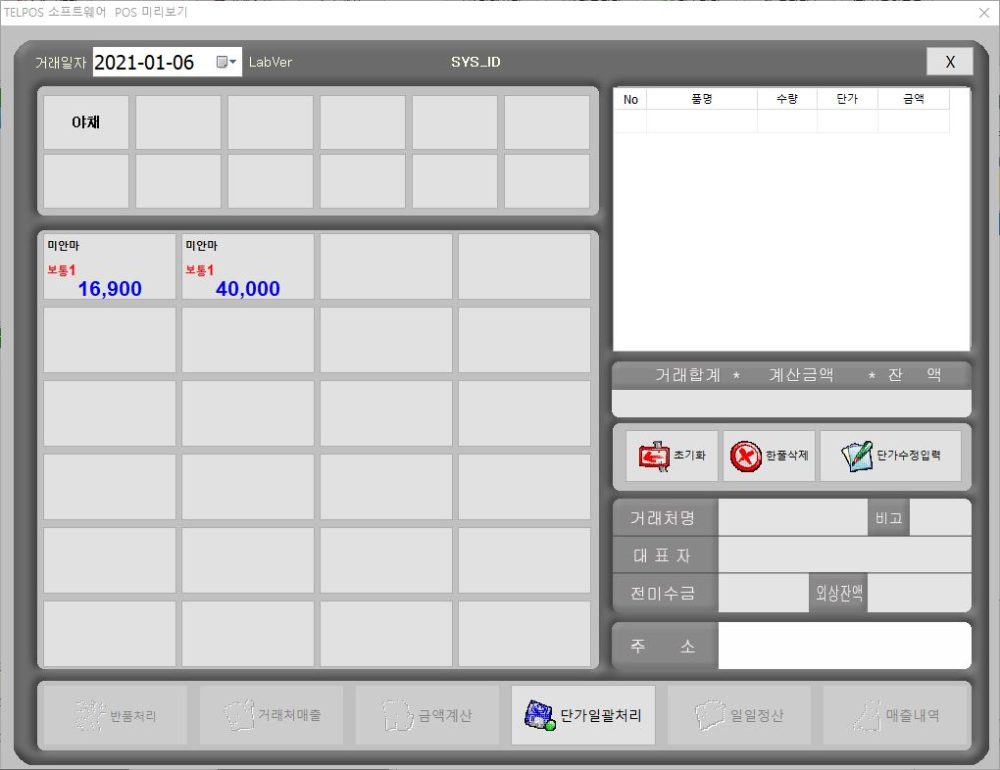 TELPOS 소프트웨어 POS 미리보기
거래일자 2021-01-06 LabVer SYS_ID X
야채
No 품명 수량 단가 금액
미안마 미안마
보통1 보통1
16,900 40,000
거래합계 * 계산금액 * 잔 액
초기화 한줄삭제 단가수정입력
거래처명 비고
대 표 자
전미수금 외상잔액
주 소
반품처리 거래처매출 금액계산 단가일괄처리 일일정산 매출내역